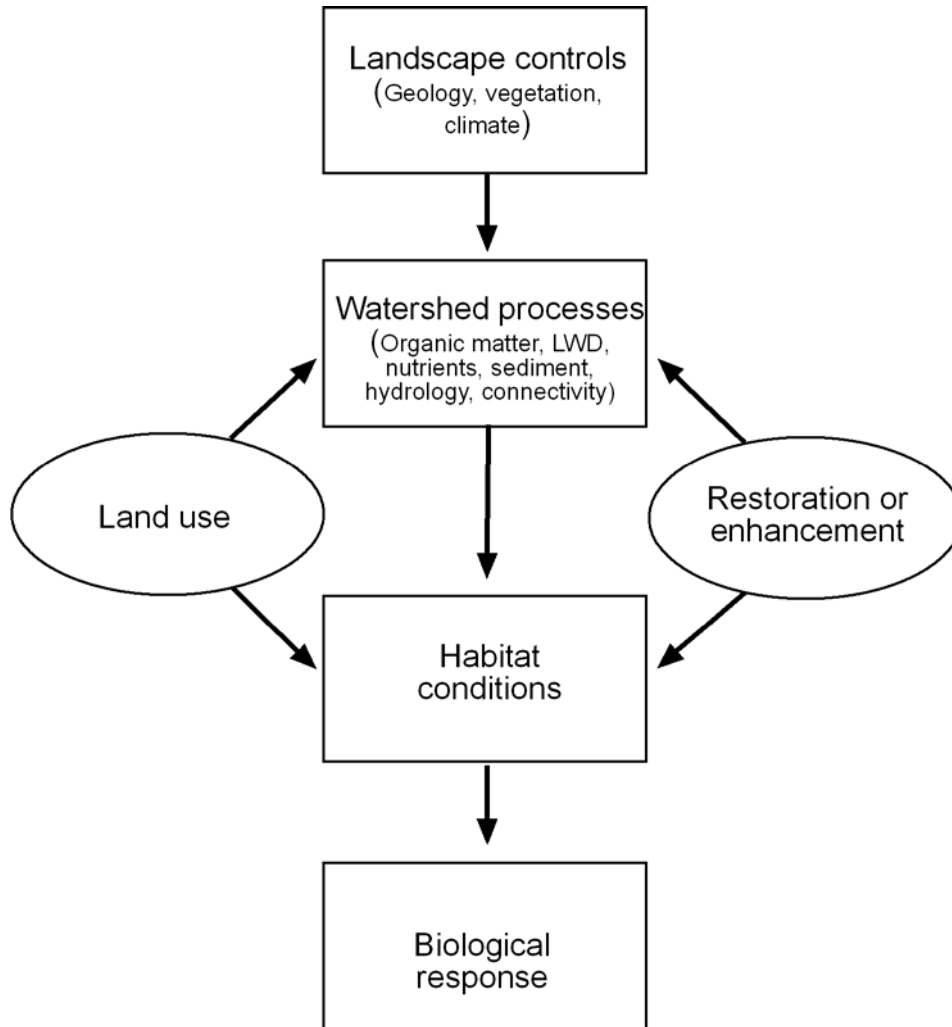 Landscape controls
(Geology, vegetation,
climate)
Watershed processes
(Organic matter, LWD,
nutrients, sediment,
hydrology, connectivity)
Land use
Restoration or
enhancement
Habitat
conditions
Biological
response